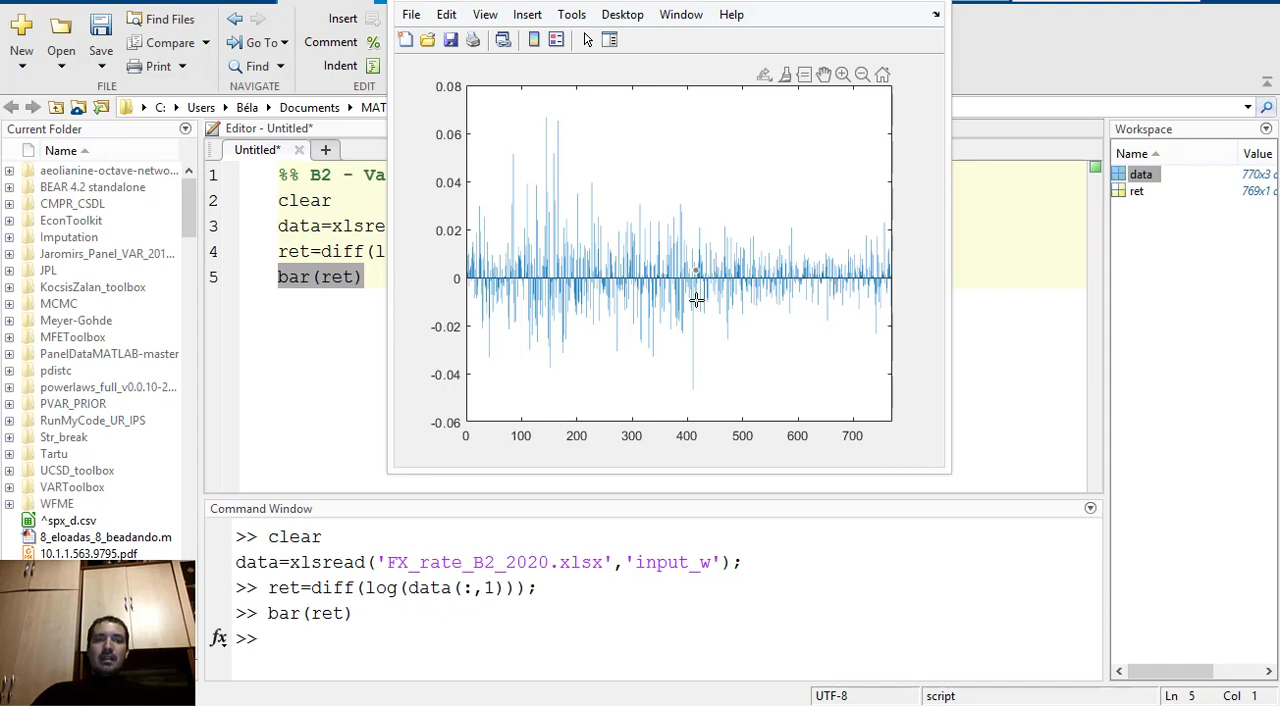 New
Open
Save
Find Files
Compare
Print
FILE
Go To
Find
NAVIGATE
Insert
Comment
Indent
EDIT
File Edit View Insert Tools Desktop Window Help
C: Users Béla Documents MAT
Current Folder
Name
aeolianine-octave-netwo...
BEAR 4.2 standalone
CMPR_CSDL
EconToolkit
Imputation
Jaromirs_Panel_VAR_201...
JPL
KocsisZalan_toolbox
MCMC
Meyer-Gohde
MFEToolbox
PanelDataMATLAB-master
pdistc
powerlaws_full_v0.0.10-2...
PVAR_PRIOR
RunMyCode_UR_IPS
Str_break
Tartu
UCSD_toolbox
VARToolbox
WFME
^spx_d.csv
8_eloadas_8_beadando.m
10.1.1.563.9795.pdf
Editor - Untitled*
Untitled*
1 %% B2 - Va
2 clear
3 data=xlsre
4 ret=diff(l
5 bar(ret)
0.08
0.06
0.04
0.02
0
-0.02
-0.04
-0.06
0 100 200 300 400 500 600 700
Command Window
>> clear
data=xlsread('FX_rate_B2_2020.xlsx','input_w');
>> ret=diff(log(data(:,1)));
>> bar(ret)
fx >>
Workspace
Name Value
data 770x3 d
ret 769x1 d
UTF-8 script Ln 5 Col 1